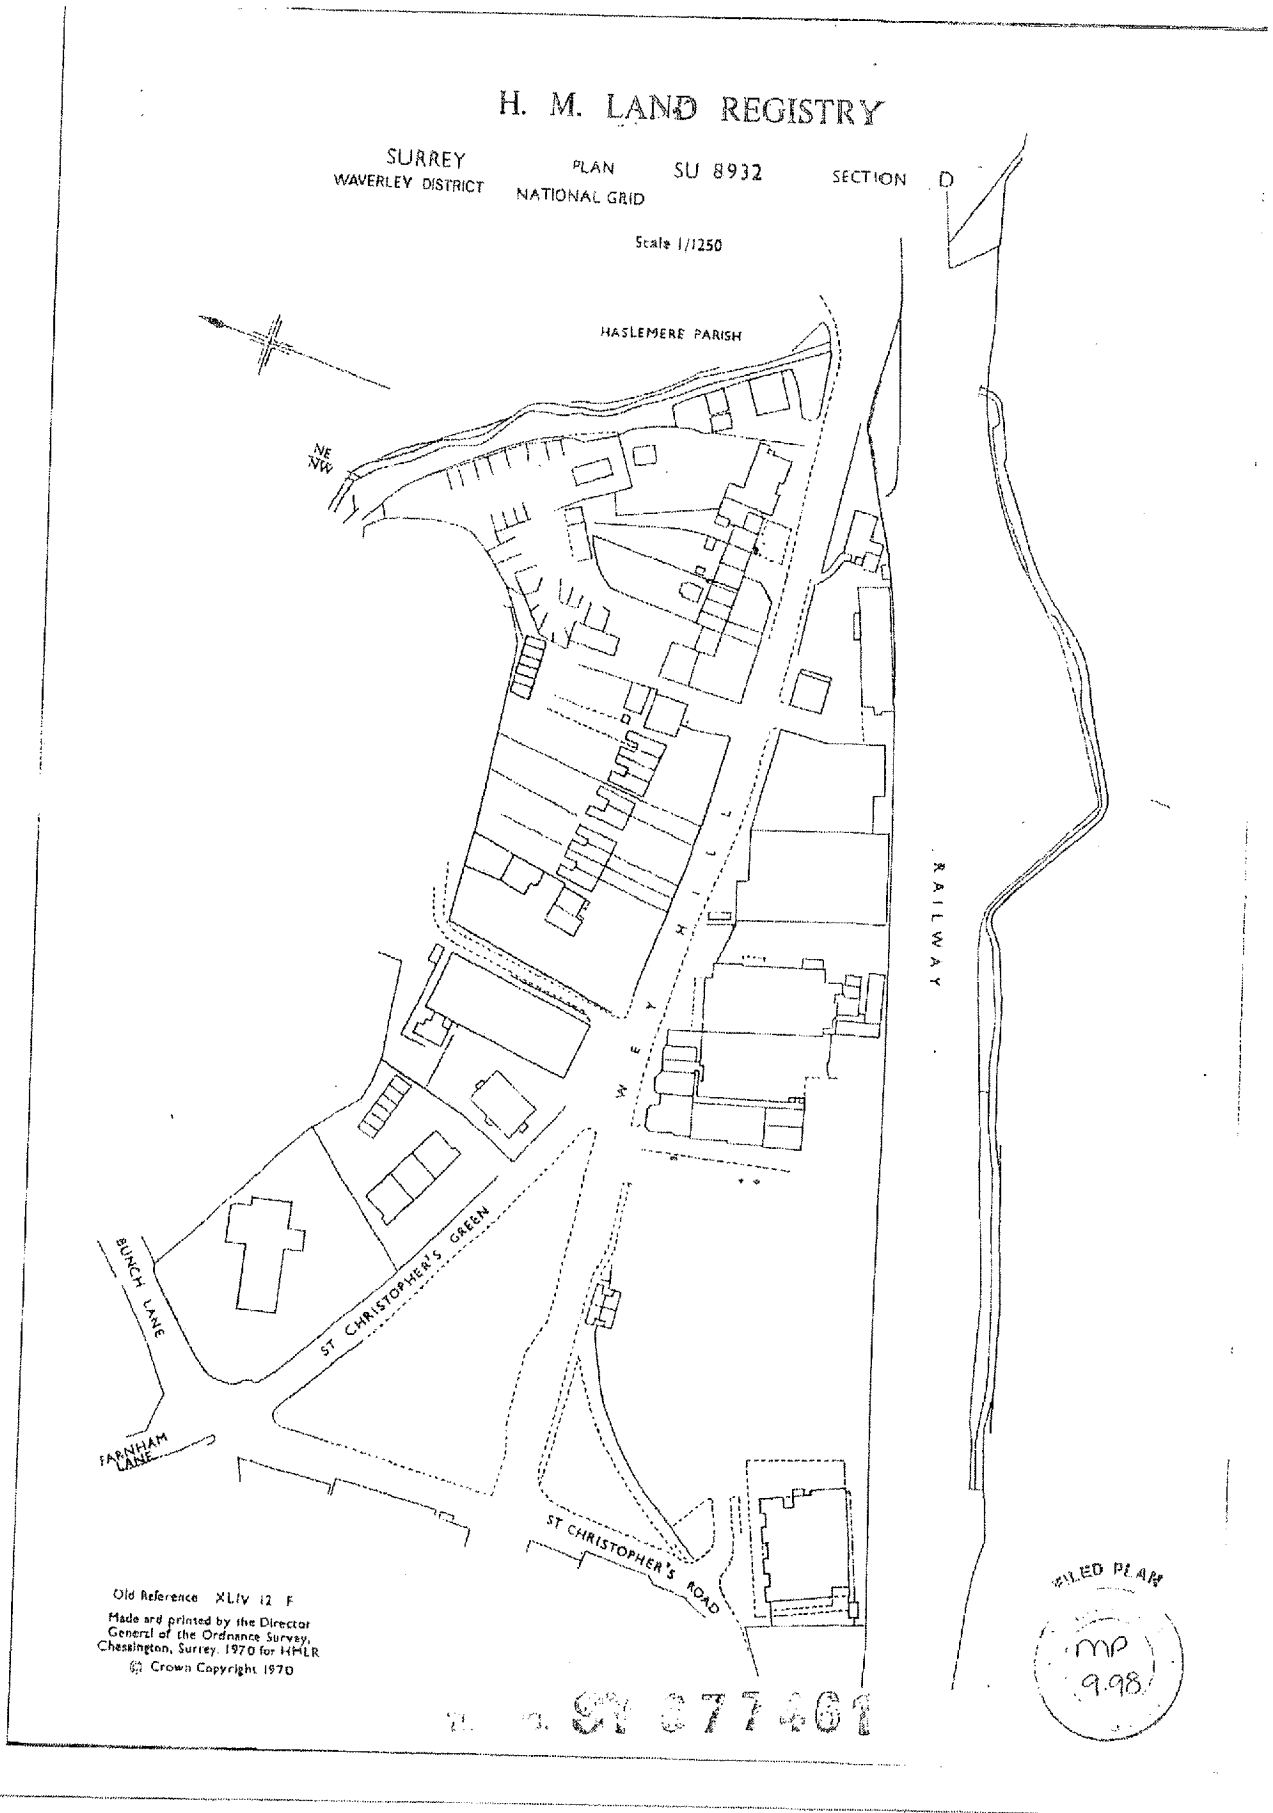 H. M. LAND REGISTRY
SURREY
WAVERLEY DISTRICT
PLAN SU 8932 SECTION D
NATIONAL GRID
Scale 1/1250
HASLEMERE PARISH
NE
NW
WEY HILL
RAILWAY
BUNCH LANE
ST CHRISTOPHER'S GREEN
FARNHAM
LANE
ST CHRISTOPHER'S ROAD
Old Reference XLIV 12 F
Made and printed by the Director
General of the Ordnance Survey,
Chessington, Surrey. 1970 for HMLR
© Crown Copyright 1970
FILED PLAN
MP
9.98
SY 677461